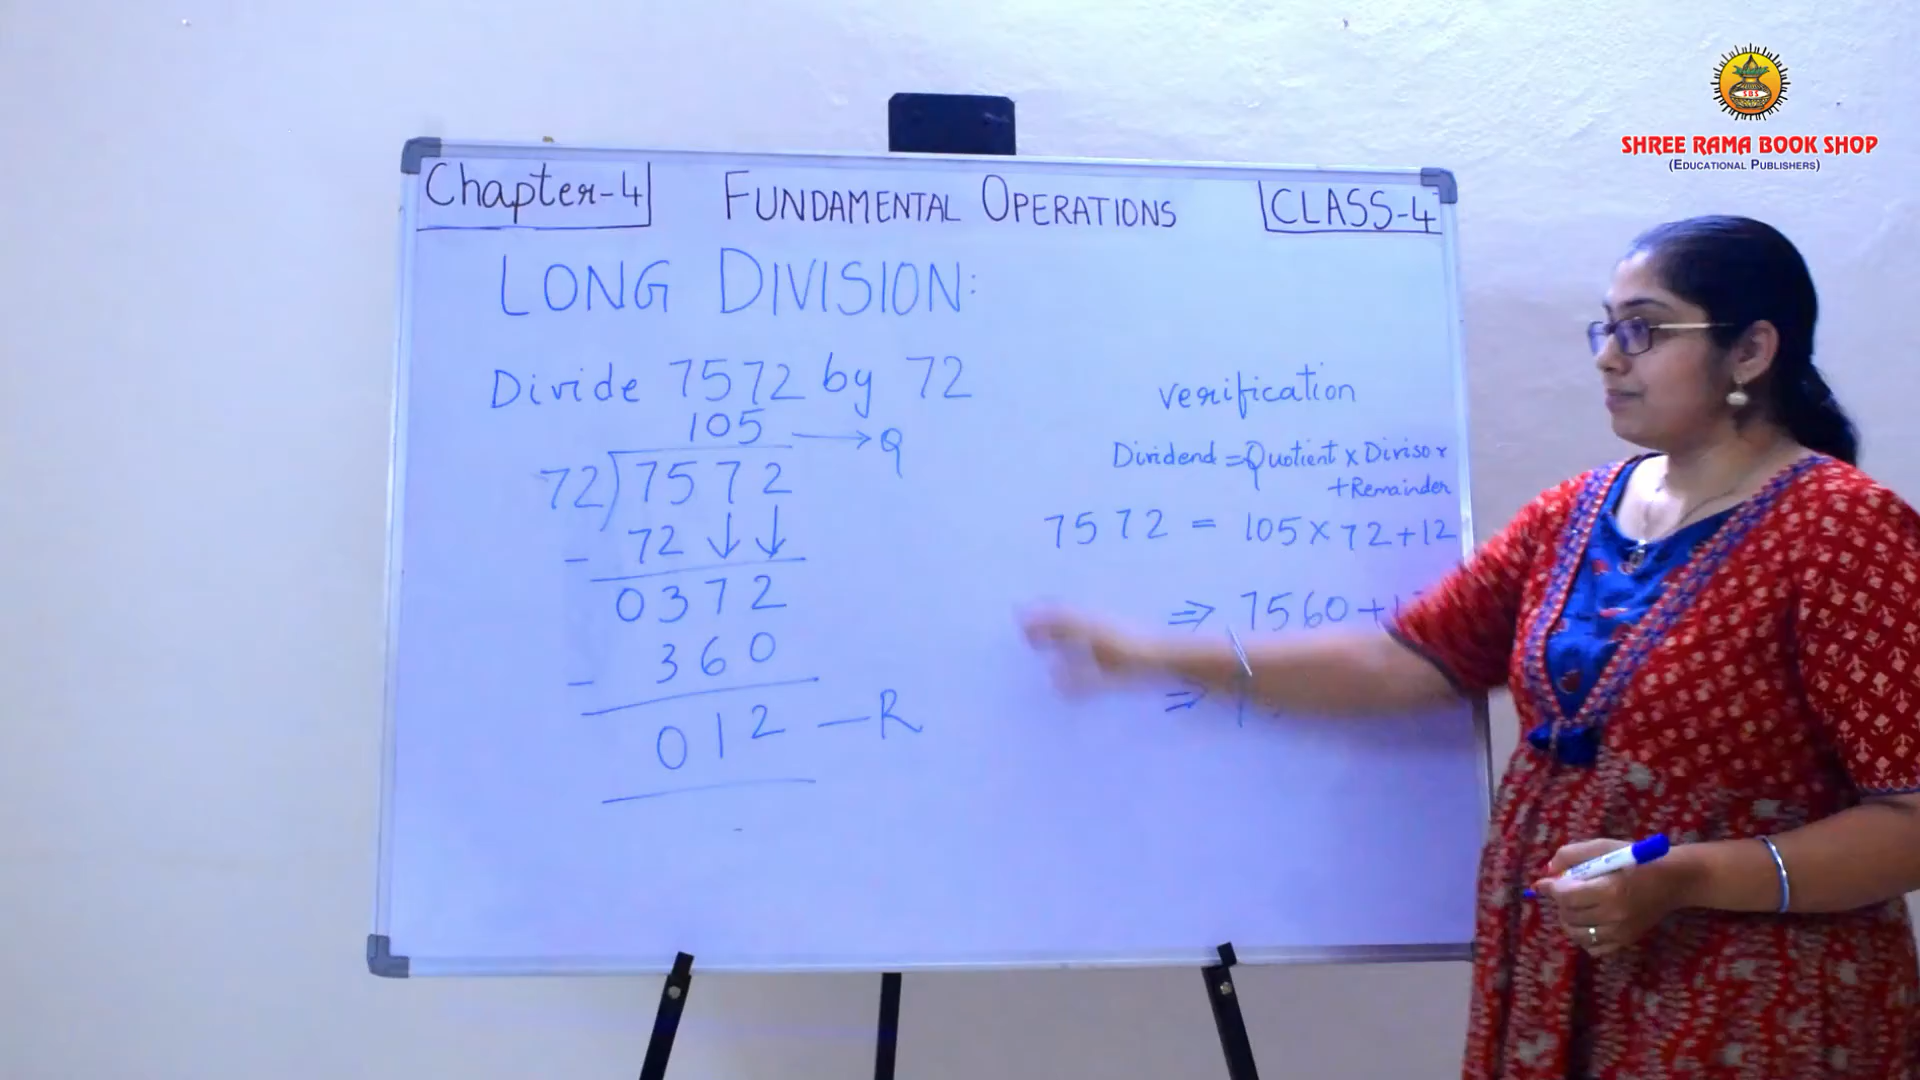 SBS
SHREE RAMA BOOK SHOP
(EDUCATIONAL PUBLISHERS)
Chapter-4
FUNDAMENTAL OPERATIONS
CLASS-4
LONG DIVISION:
Divide 7572 by 72
105 → Q
72)7572
- 72↓↓
0372
- 360
012 — R
verification
Dividend = Quotient x Divisor
+Remainder
7572 = 105 x 72 + 12
⇒ 7560 +
⇒